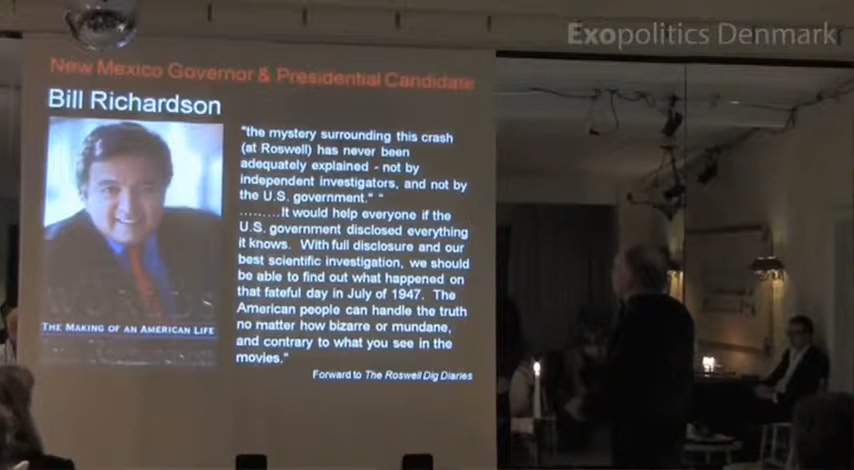 Exopolitics Denmark
New Mexico Governor & Presidential Candidate
Bill Richardson
"the mystery surrounding this crash
(at Roswell) has never been
adequately explained - not by
independent investigators, and not by
the U.S. government." "
.........It would help everyone if the
U.S. government disclosed everything
it knows. With full disclosure and our
best scientific investigation, we should
be able to find out what happened on
that fateful day in July of 1947. The
American people can handle the truth
no matter how bizarre or mundane,
and contrary to what you see in the
movies."
Forward to The Roswell Dig Diaries
THE MAKING OF AN AMERICAN LIFE